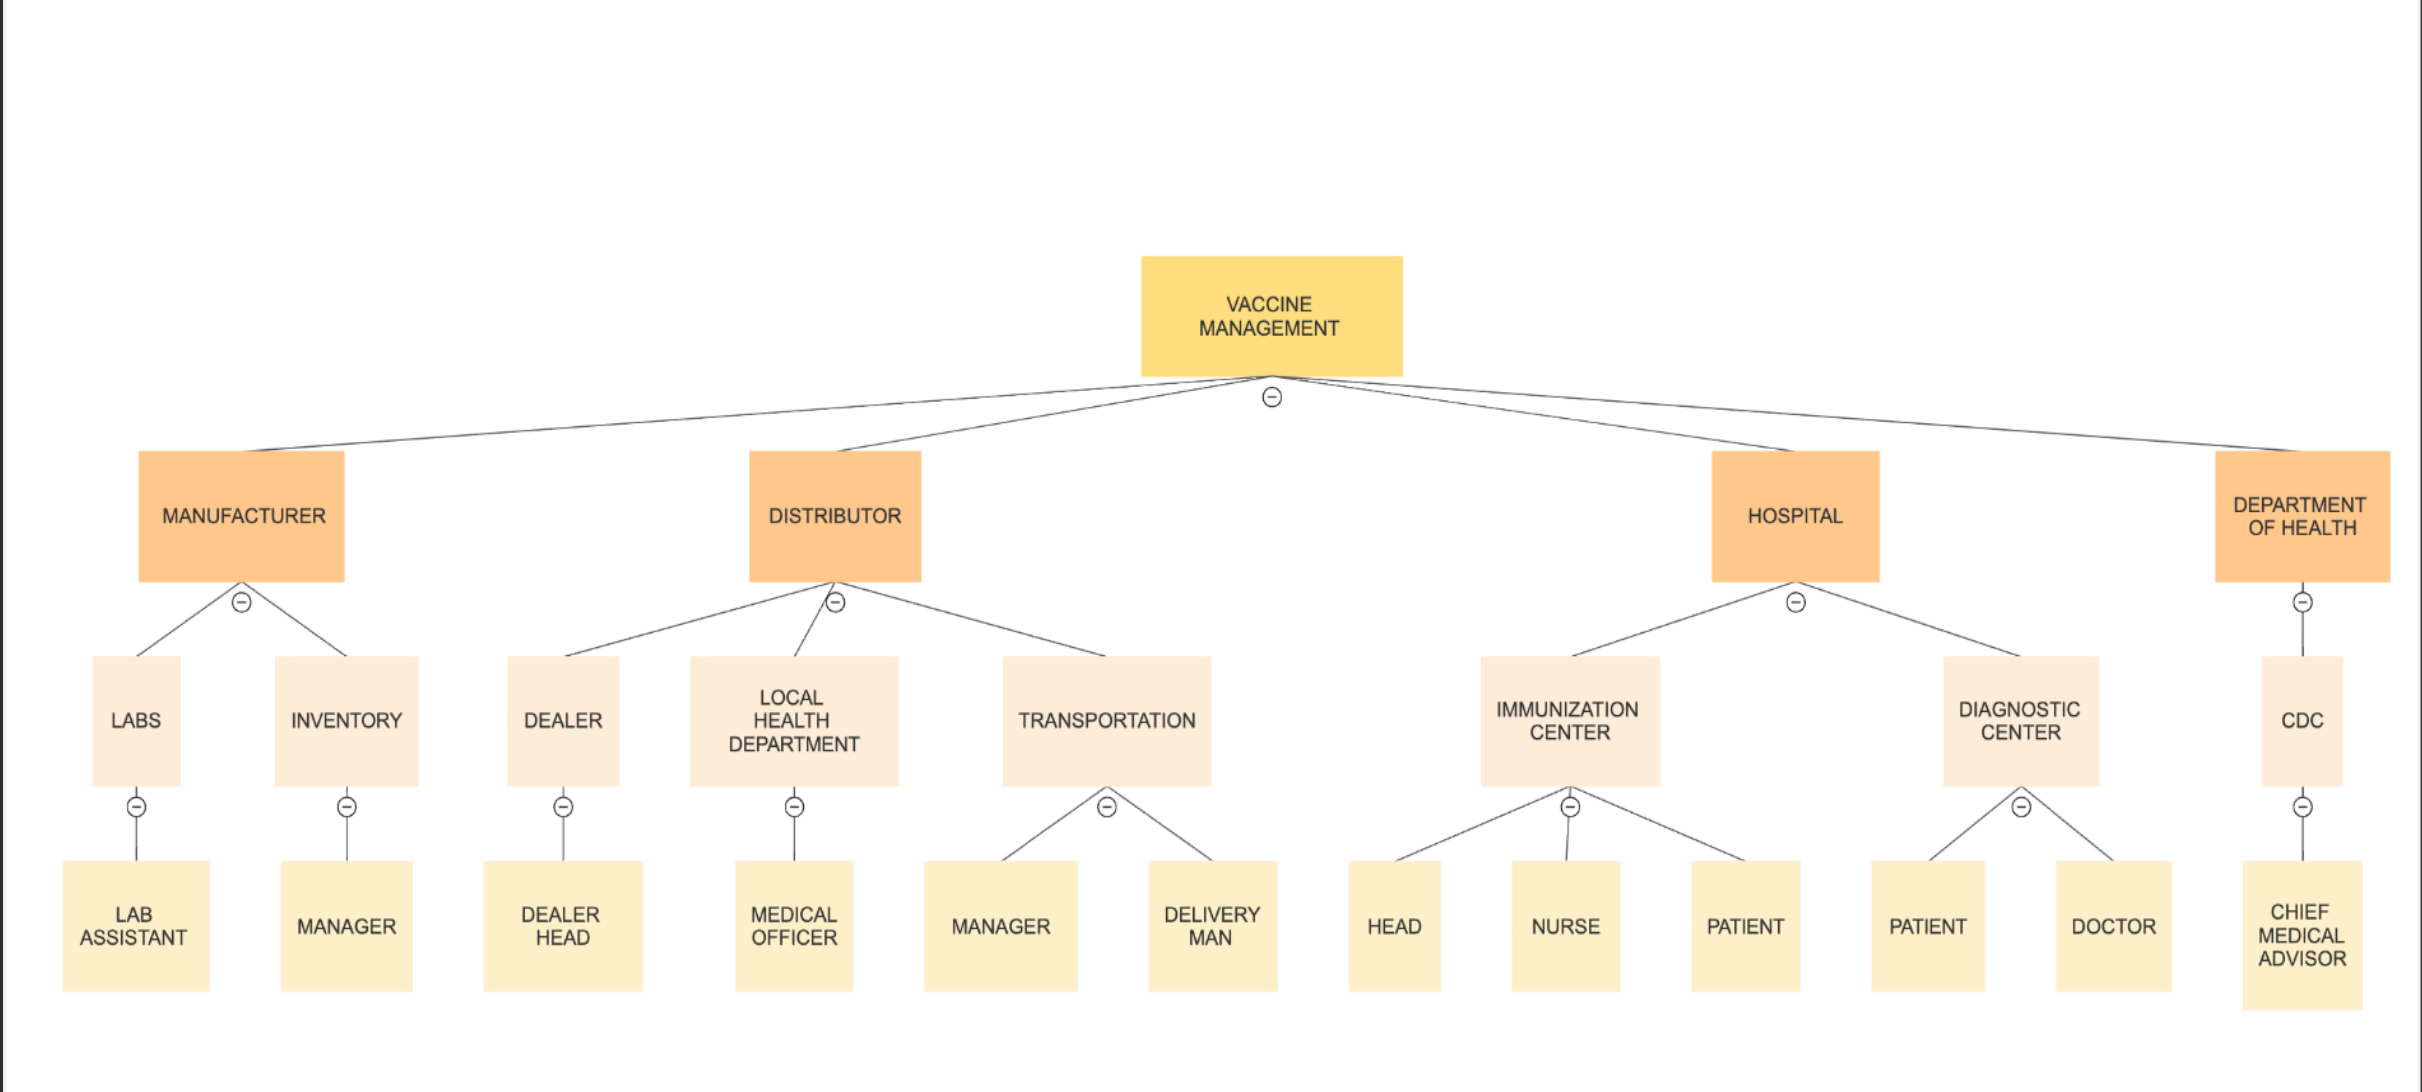 VACCINE
MANAGEMENT
MANUFACTURER
DISTRIBUTOR
HOSPITAL
DEPARTMENT
OF HEALTH
LABS
INVENTORY
DEALER
LOCAL
HEALTH
DEPARTMENT
TRANSPORTATION
IMMUNIZATION
CENTER
DIAGNOSTIC
CENTER
CDC
LAB
ASSISTANT
MANAGER
DEALER
HEAD
MEDICAL
OFFICER
MANAGER
DELIVERY
MAN
HEAD
NURSE
PATIENT
PATIENT
DOCTOR
CHIEF
MEDICAL
ADVISOR